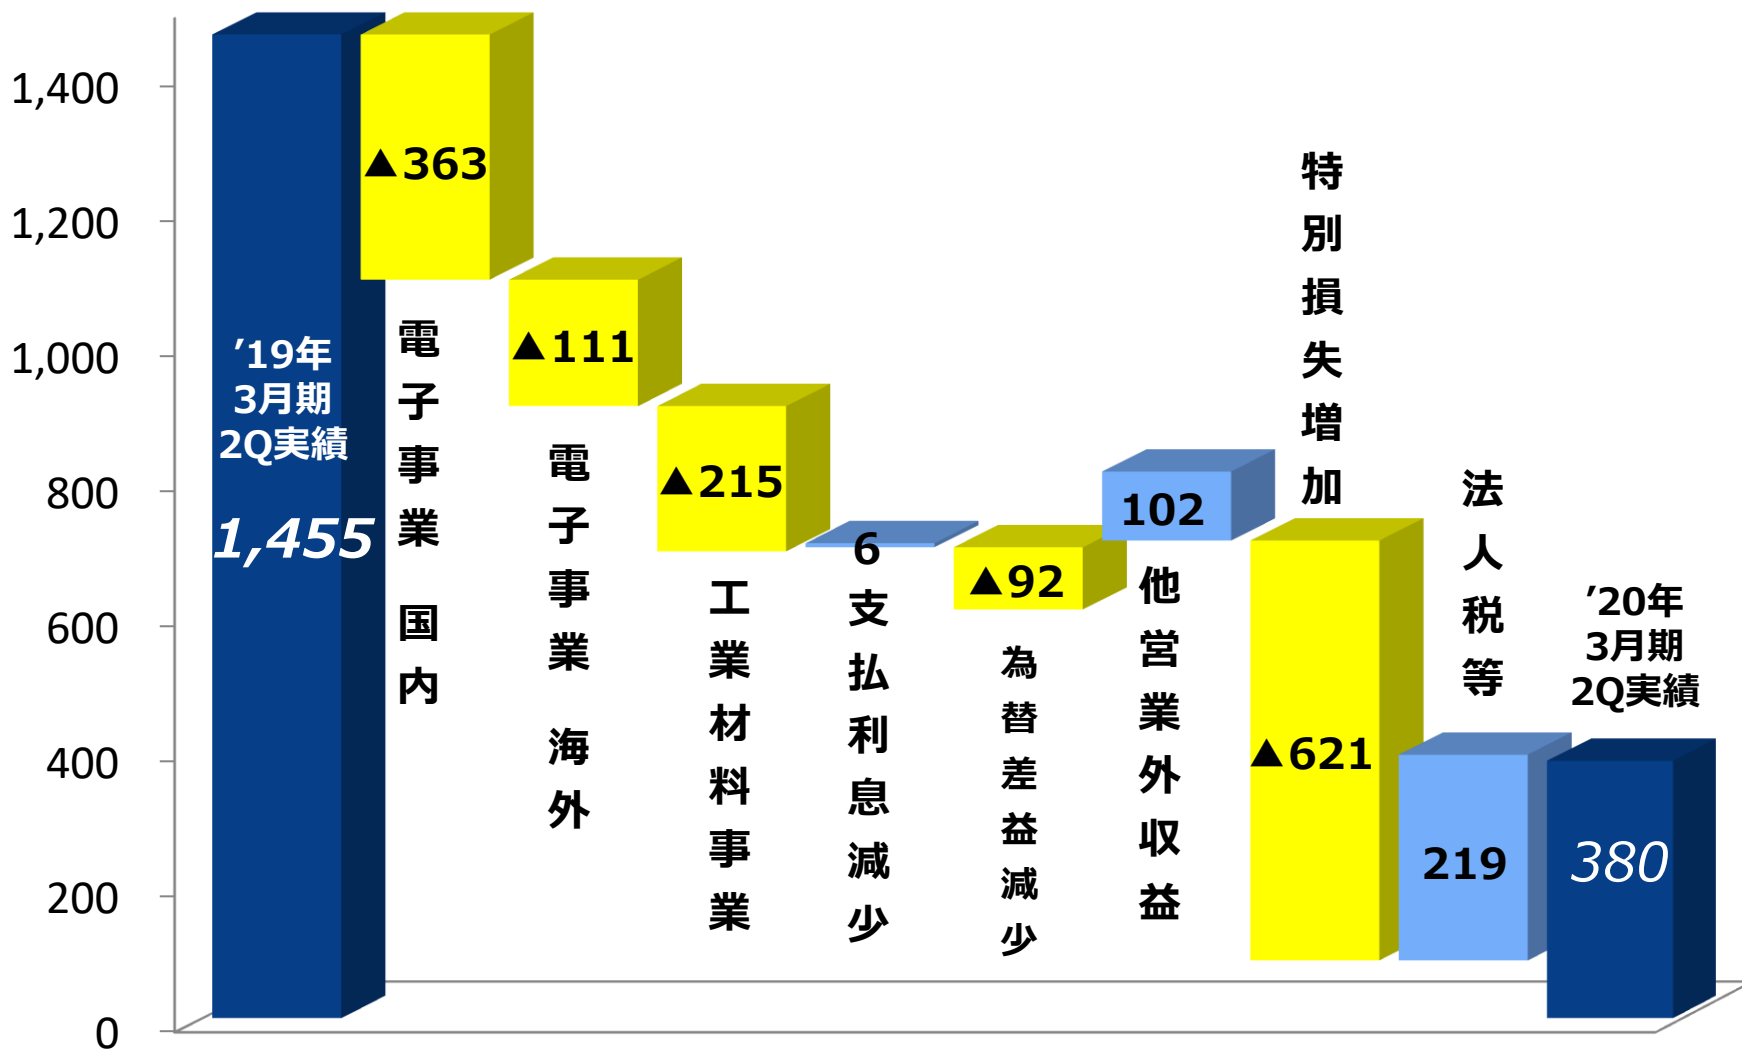 1,400
1,200
1,000
800
600
400
200
0
’19年
3月期
2Q実績
1,455
▲363
電子事業 国内
▲111
電子事業 海外
▲215
工業材料事業
6
支払利息減少
▲92
為替差益減少
102
他営業外収益
特別損失増加
▲621
法人税等
219
’20年
3月期
2Q実績
380